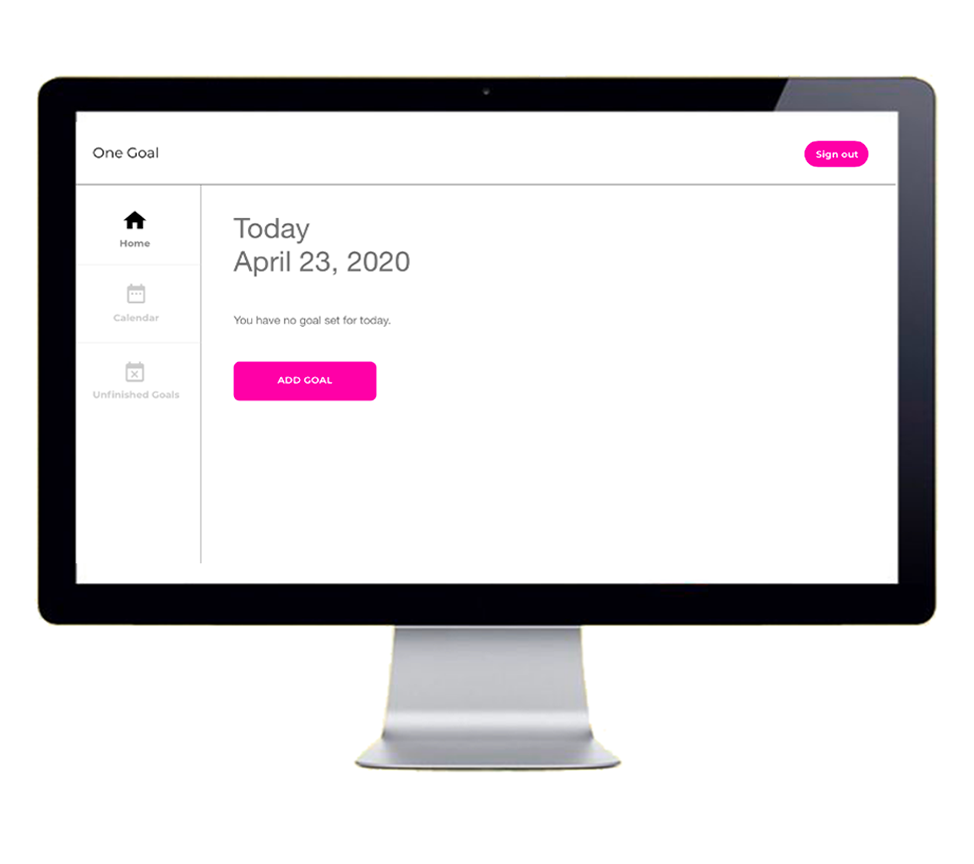 One Goal
Sign out
Home
Calendar
Unfinished Goals
Today
April 23, 2020
You have no goal set for today.
ADD GOAL